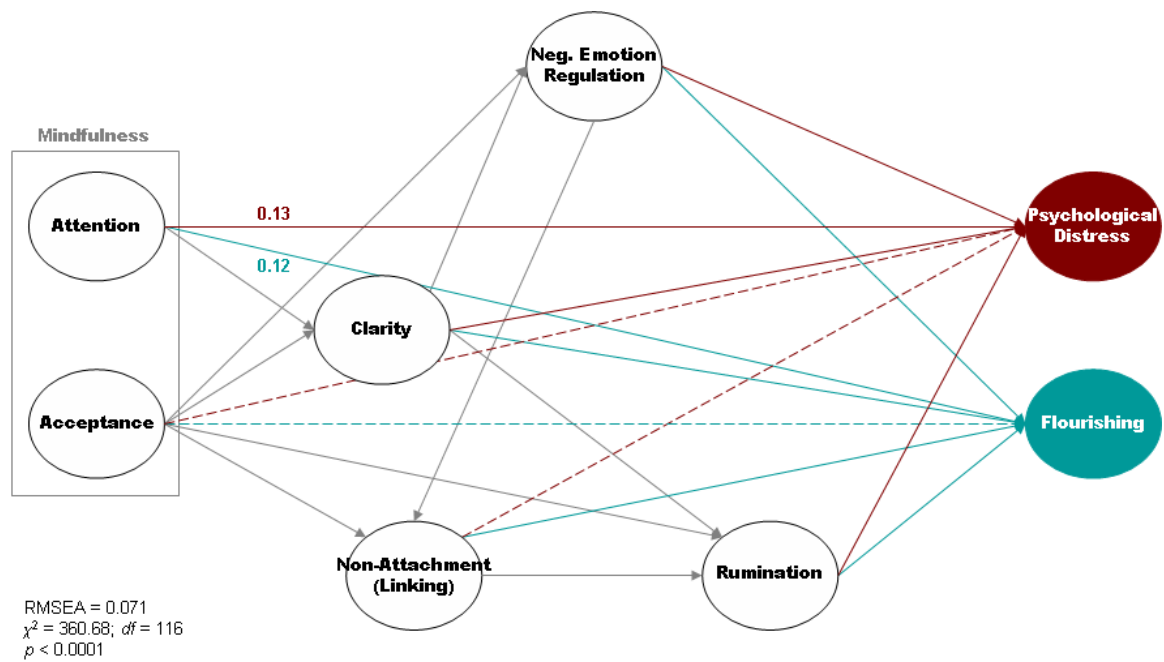 Neg. Emotion
Regulation
Mindfulness
Attention
0.13
Psychological
Distress
0.12
Clarity
Acceptance
Flourishing
Non-Attachment
(Linking)
Rumination
RMSEA = 0.071
χ² = 360.68; df = 116
p < 0.0001